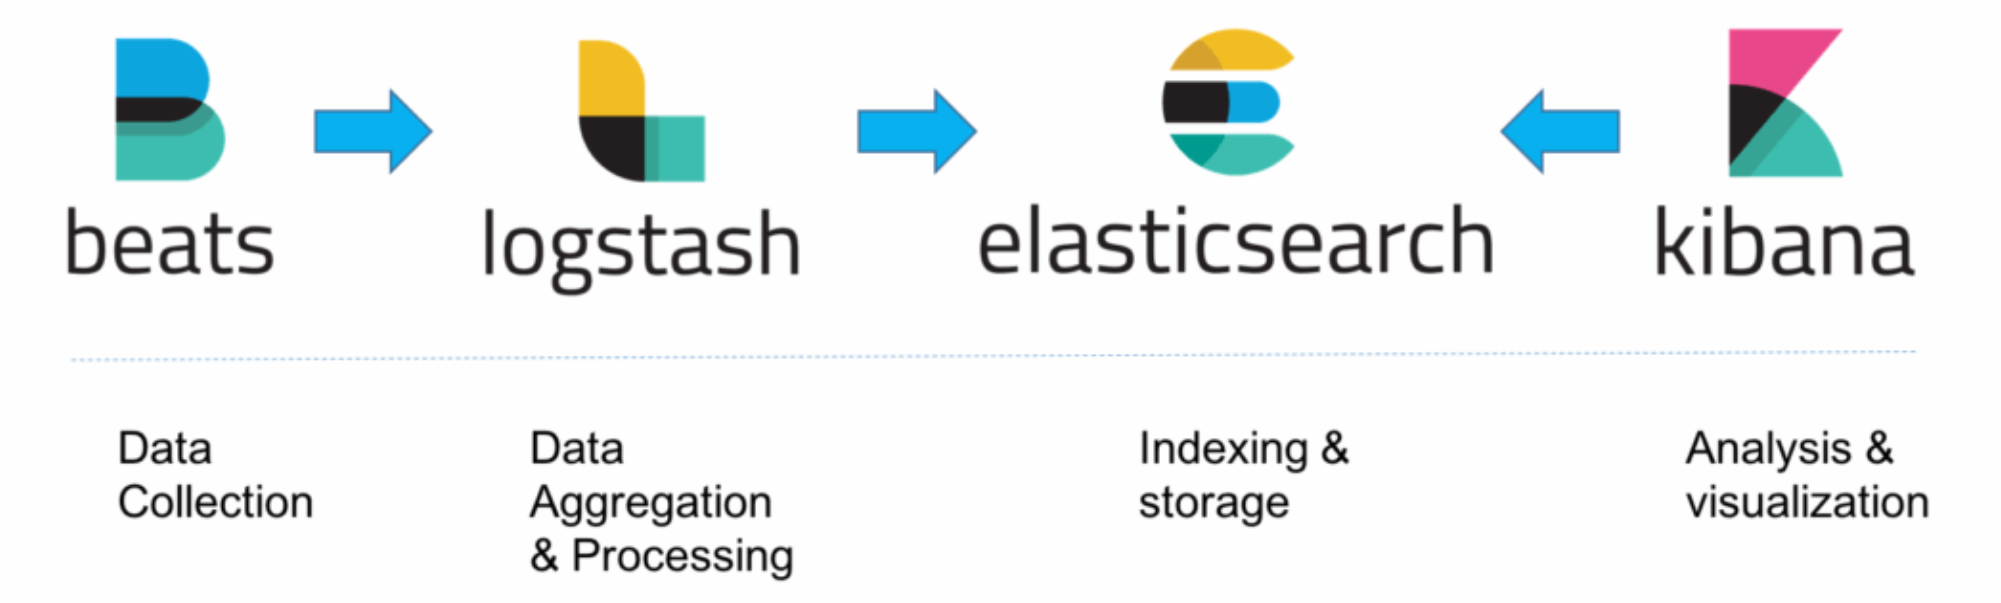 beats
logstash
elasticsearch
kibana
Data
Collection
Data
Aggregation
& Processing
Indexing &
storage
Analysis &
visualization